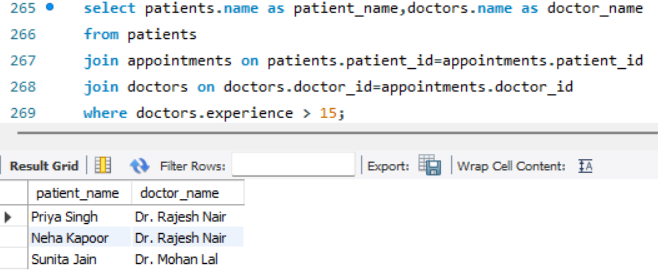 265 select patients.name as patient_name,doctors.name as doctor_name
266 from patients
267 join appointments on patients.patient_id=appointments.patient_id
268 join doctors on doctors.doctor_id=appointments.doctor_id
269 where doctors.experience > 15;
Result Grid Filter Rows: Export: Wrap Cell Content:
patient_name doctor_name
Priya Singh Dr. Rajesh Nair
Neha Kapoor Dr. Rajesh Nair
Sunita Jain Dr. Mohan Lal